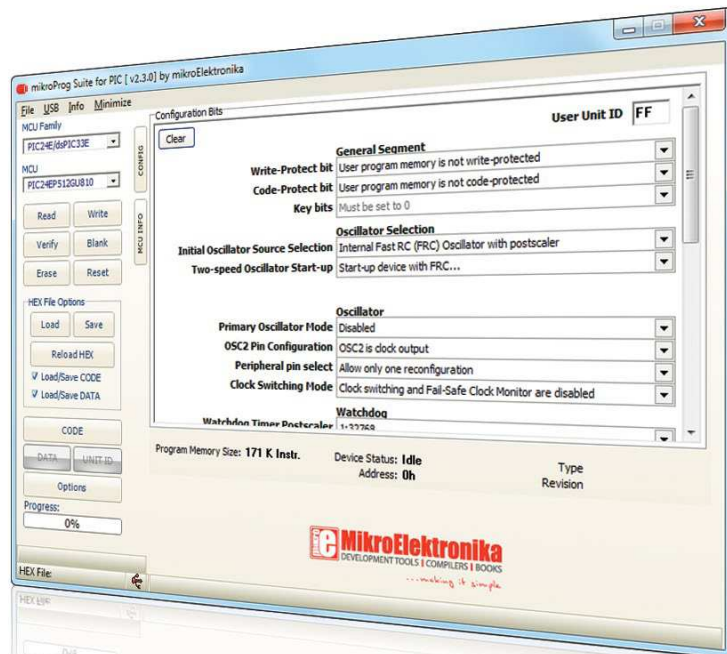 mikroProg Suite for PIC [ v2.3.0] by mikroElektronika
File USB Info Minimize
MCU Family
PIC24E/dsPIC33E
MCU
PIC24EP512GU810
Read Write
Verify Blank
Erase Reset
HEX File Options
Load Save
Reload HEX
Load/Save CODE
Load/Save DATA
CODE
DATA UNIT ID
Options
Progress:
0%
HEX File:
CONFIG
MCU INFO
Configuration Bits
Clear
User Unit ID FF
General Segment
Write-Protect bit User program memory is not write-protected
Code-Protect bit User program memory is not code-protected
Key bits Must be set to 0
Oscillator Selection
Initial Oscillator Source Selection Internal Fast RC (FRC) Oscillator with postscaler
Two-speed Oscillator Start-up Start-up device with FRC...
Oscillator
Primary Oscillator Mode Disabled
OSC2 Pin Configuration OSC2 is clock output
Peripheral pin select Allow only one reconfiguration
Clock Switching Mode Clock switching and Fail-Safe Clock Monitor are disabled
Watchdog
Watchdog Timer Postscaler 1:32768
Program Memory Size: 171 K Instr.
Device Status: Idle
Address: 0h
Type
Revision
mikro e MikroElektronika
DEVELOPMENT TOOLS | COMPILERS | BOOKS
...making it simple